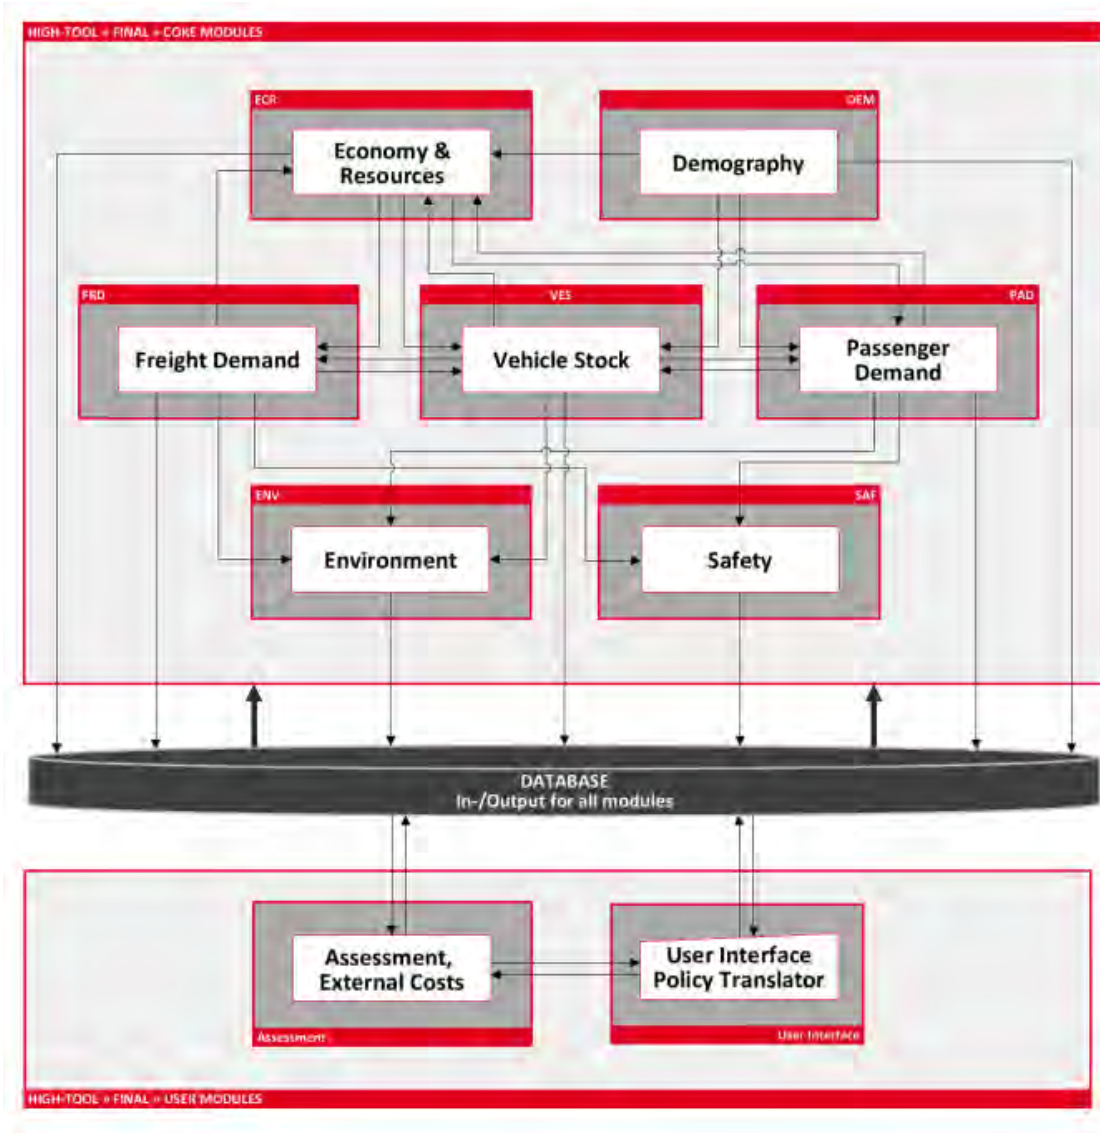 HIGH-TOOL » FINAL » CORE MODULES
ECR
DEM
Economy &
Resources
Demography
FRD
VES
PAD
Freight Demand
Vehicle Stock
Passenger
Demand
ENV
SAF
Environment
Safety
DATABASE
In-/Output for all modules
Assessment,
External Costs
User Interface
Policy Translator
Assessment
User Interface
HIGH-TOOL » FINAL » USER MODULES